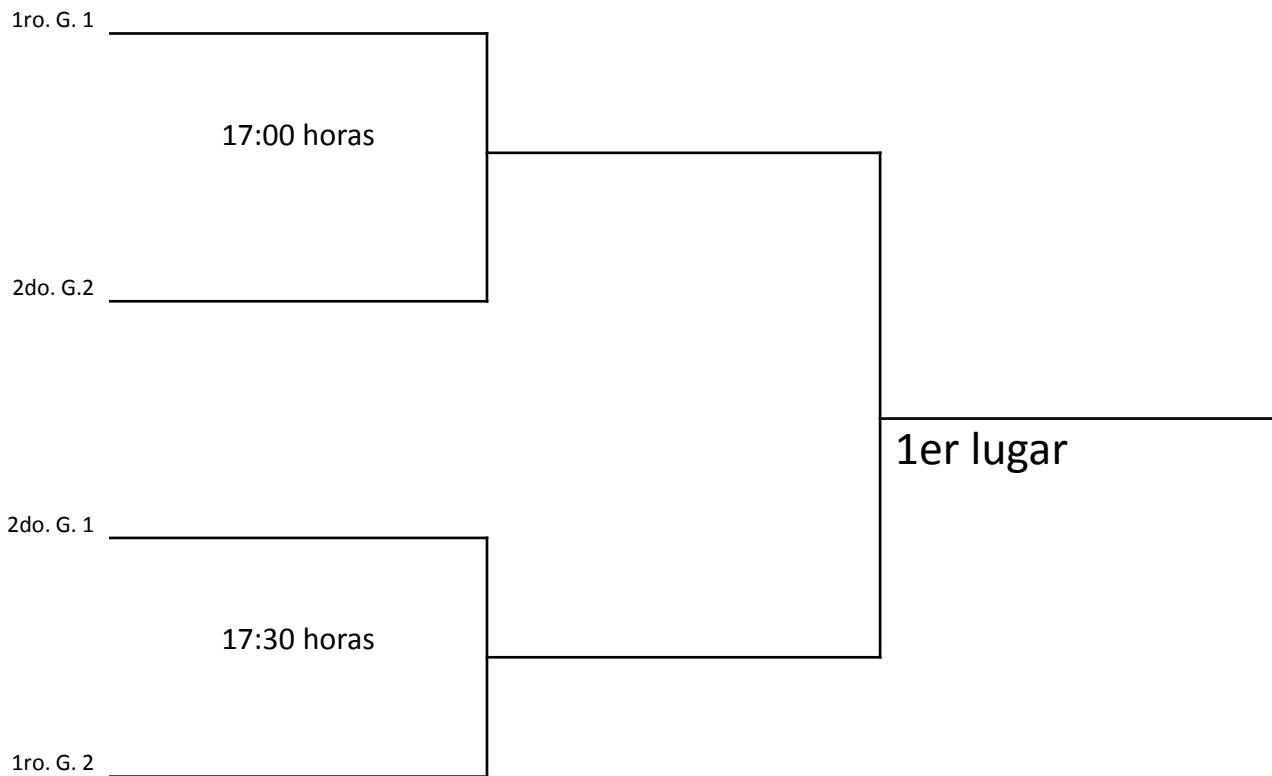 1ro. G. 1
17:00 horas
2do. G.2
1er lugar
2do. G. 1
17:30 horas
1ro. G. 2